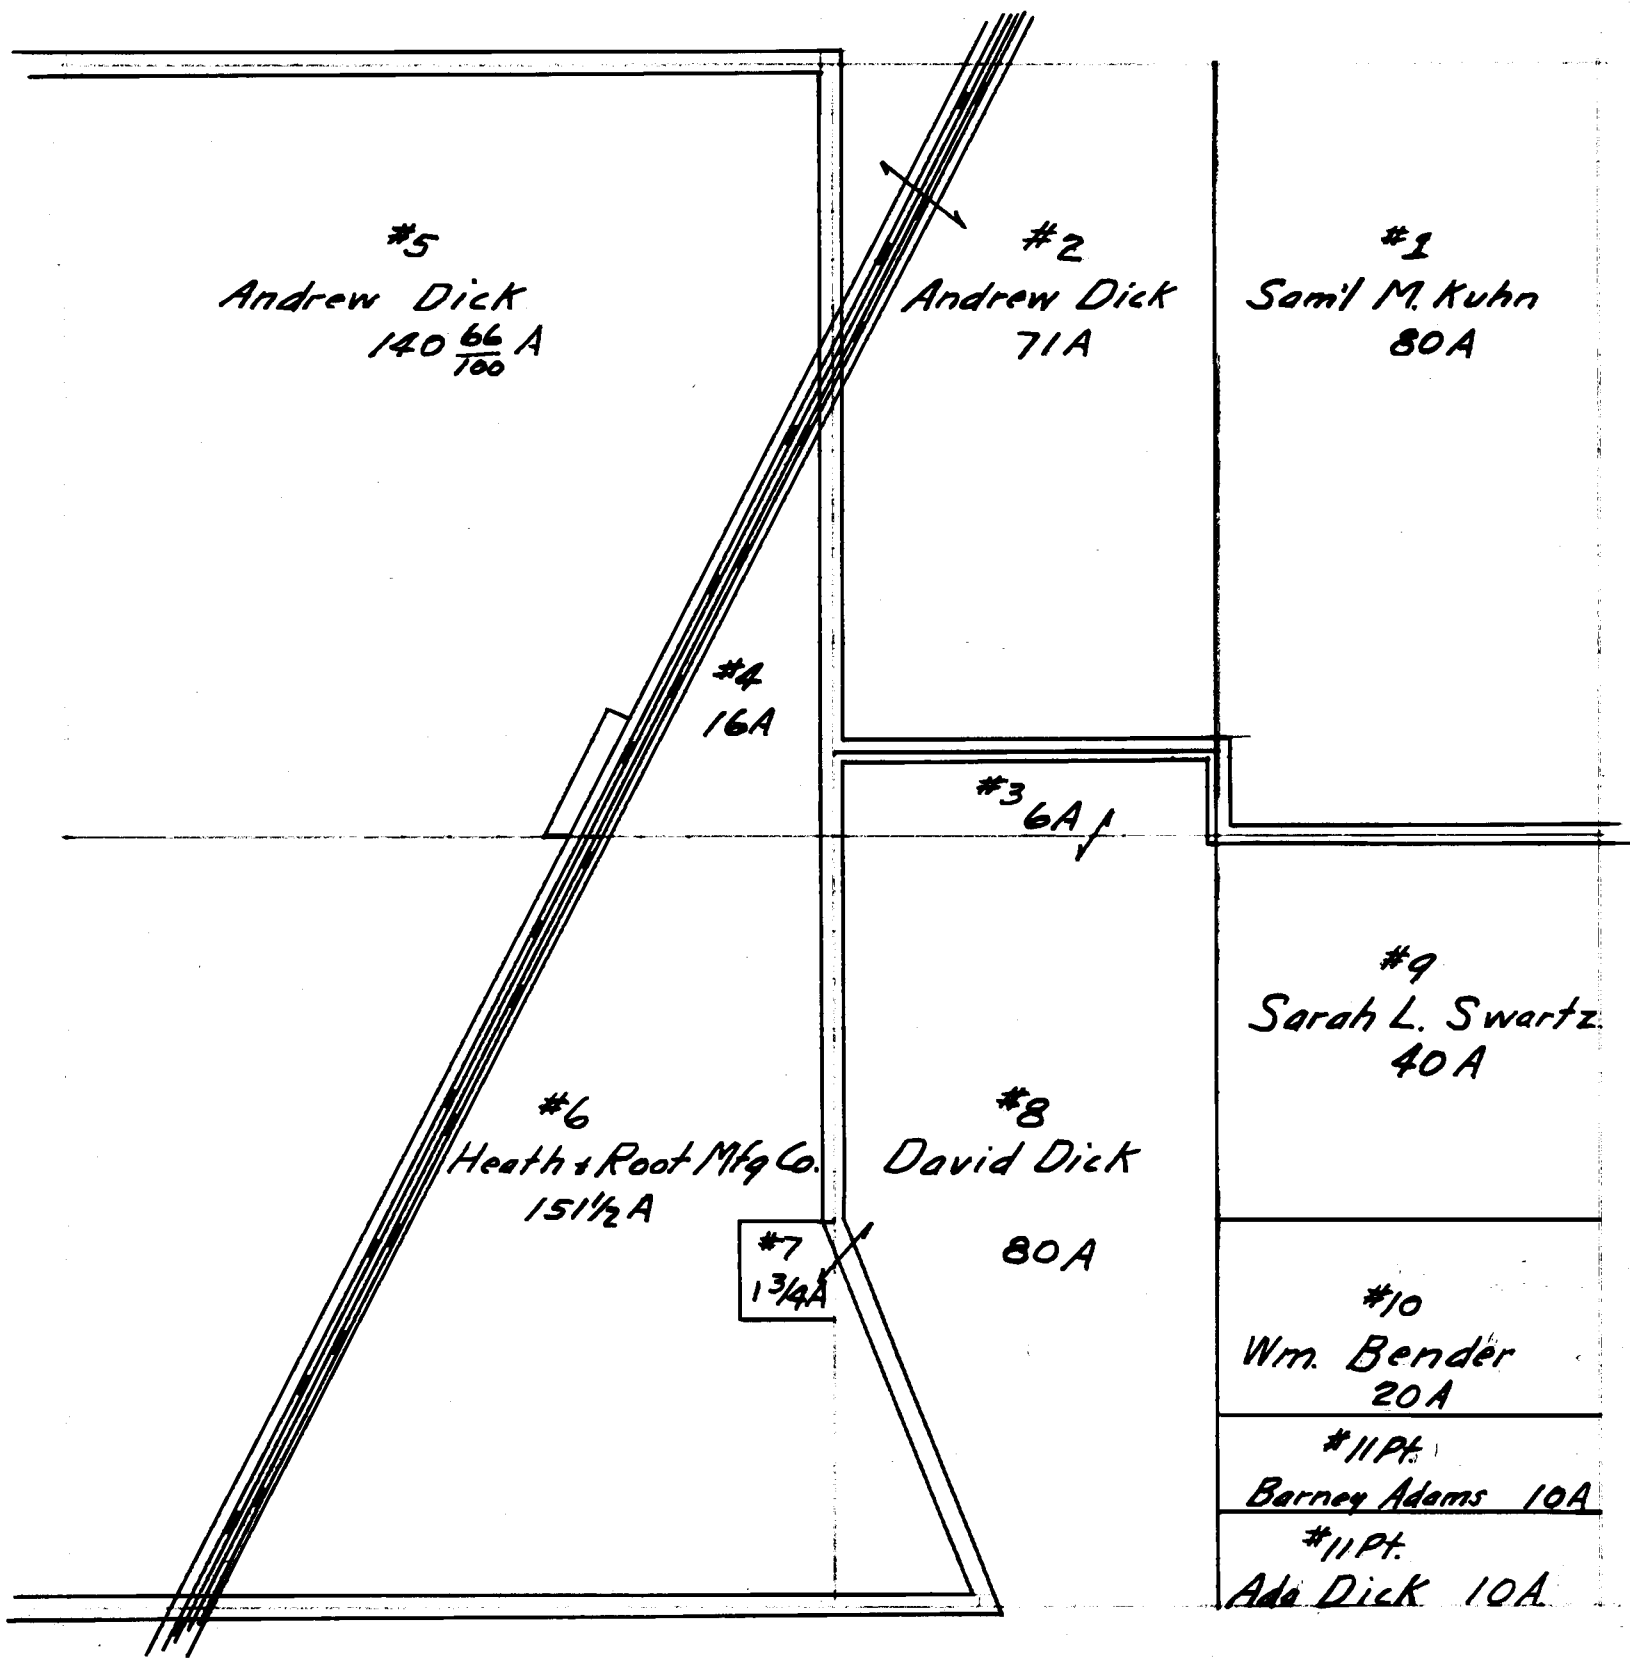 #5
Andrew Dick
140 66/100 A
#2
Andrew Dick
71A
#1
Sam'l M. Kuhn
80A
#4
16A
#3
6A
#9
Sarah L. Swartz
40A
#6
Heath & Root Mfg Co.
151½ A
#8
David Dick
80A
#7
1¾A
#10
Wm. Bender
20A
#11 Pt.
Barney Adams 10A
#11 Pt.
Ada Dick 10A